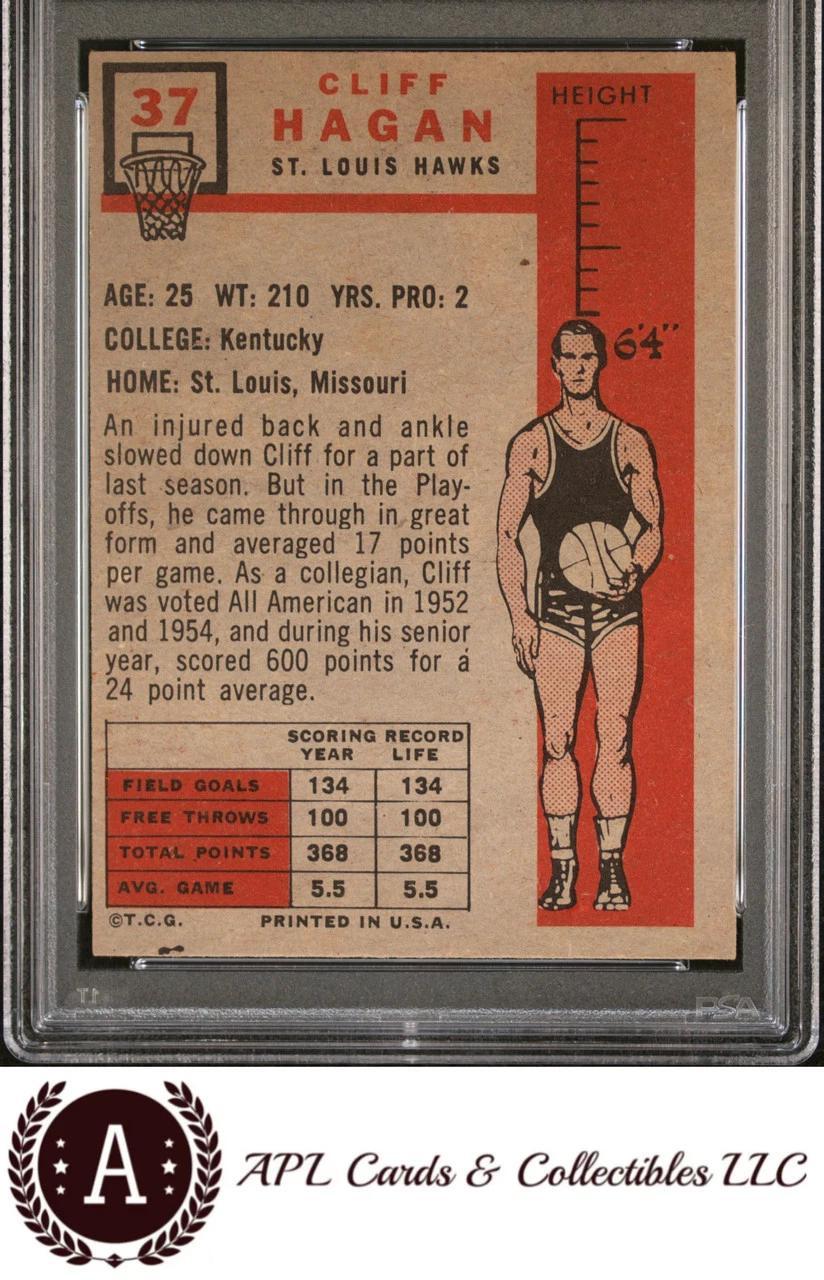 37
CLIFF
HAGAN
ST. LOUIS HAWKS
HEIGHT
6'4"
AGE: 25 WT: 210 YRS. PRO: 2
COLLEGE: Kentucky
HOME: St. Louis, Missouri
An injured back and ankle
slowed down Cliff for a part of
last season. But in the Play-
offs, he came through in great
form and averaged 17 points
per game. As a collegian, Cliff
was voted All American in 1952
and 1954, and during his senior
year, scored 600 points for a
24 point average.
SCORING RECORD
YEAR LIFE
FIELD GOALS 134 134
FREE THROWS 100 100
TOTAL POINTS 368 368
AVG. GAME 5.5 5.5
©T.C.G. PRINTED IN U.S.A.
PSA
A
APL Cards & Collectibles LLC